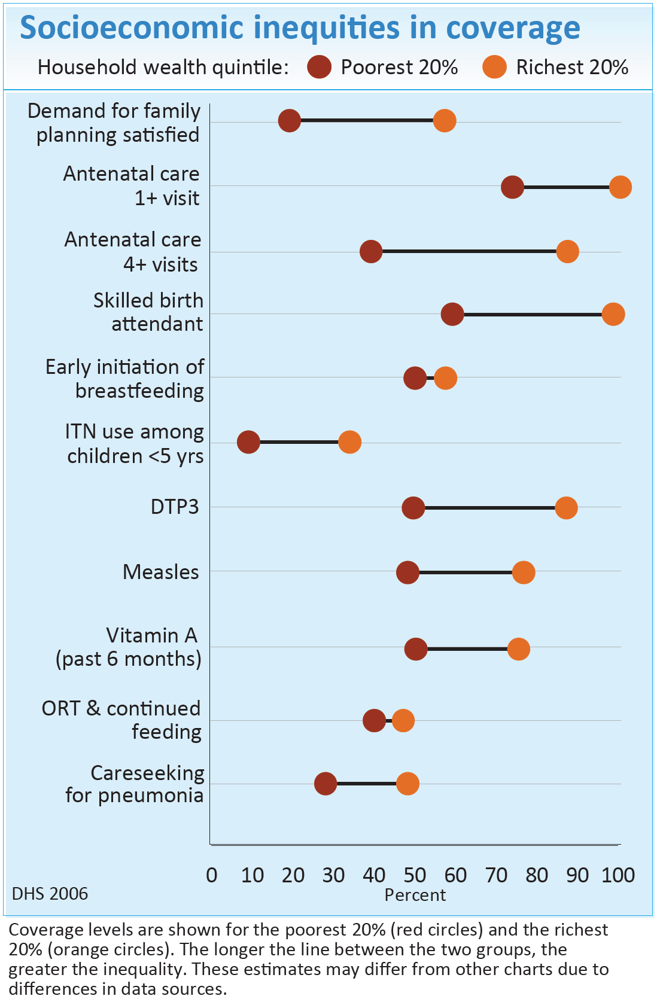 Socioeconomic inequities in coverage
Household wealth quintile: Poorest 20% Richest 20%
Demand for family
planning satisfied
Antenatal care
1+ visit
Antenatal care
4+ visits
Skilled birth
attendant
Early initiation of
breastfeeding
ITN use among
children <5 yrs
DTP3
Measles
Vitamin A
(past 6 months)
ORT & continued
feeding
Careseeking
for pneumonia
0 10 20 30 40 50 60 70 80 90 100
Percent
DHS 2006
Coverage levels are shown for the poorest 20% (red circles) and the richest
20% (orange circles). The longer the line between the two groups, the
greater the inequality. These estimates may differ from other charts due to
differences in data sources.